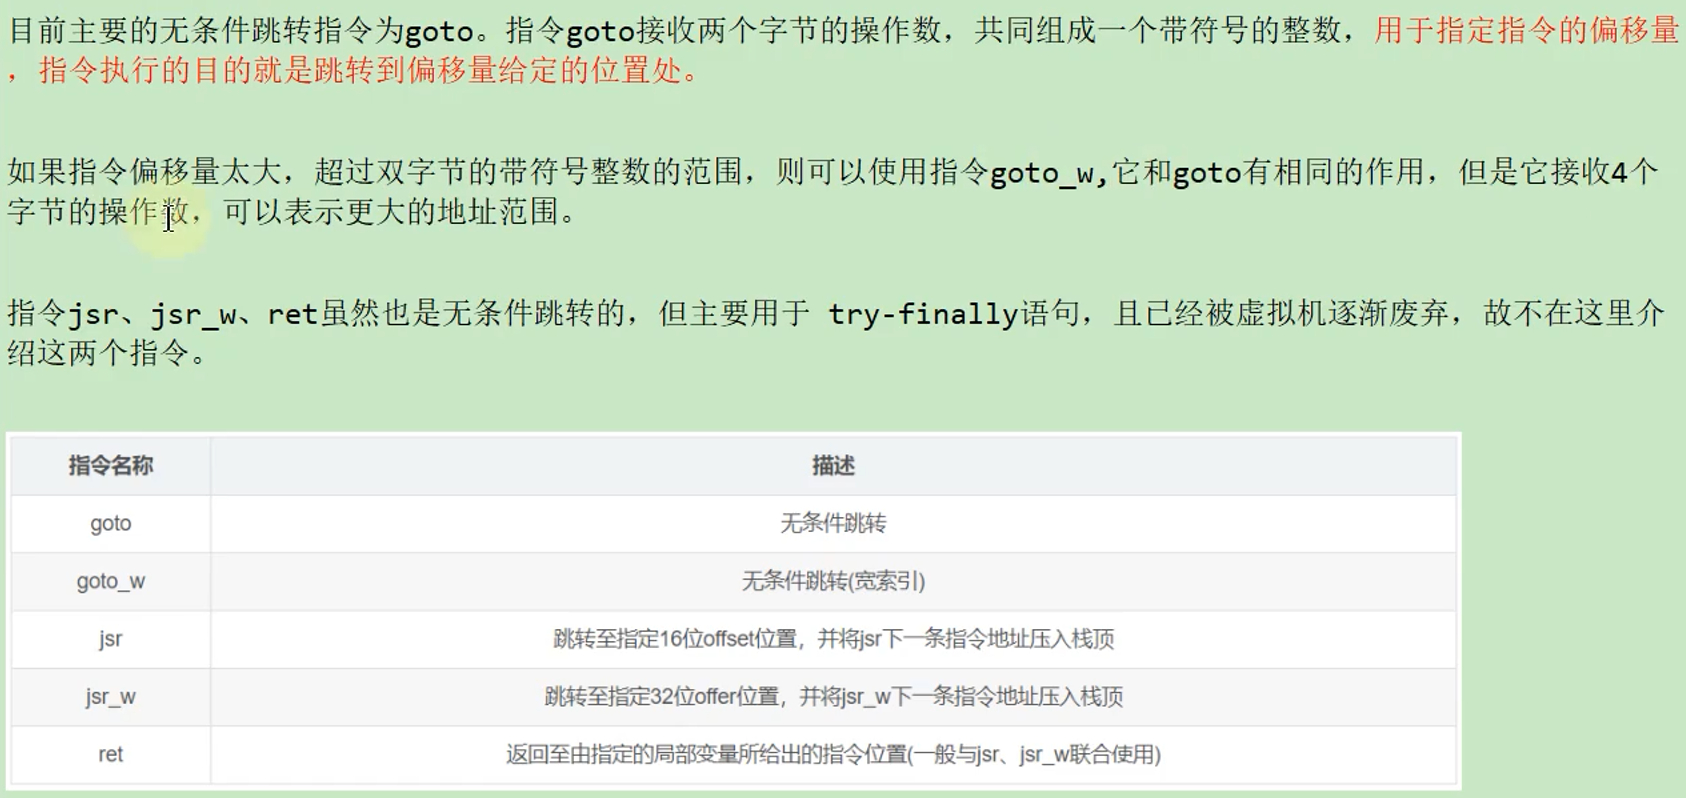 目前主要的无条件跳转指令为goto。指令goto接收两个字节的操作数，共同组成一个带符号的整数，用于指定指令的偏移量
，指令执行的目的就是跳转到偏移量给定的位置处。
如果指令偏移量太大，超过双字节的带符号整数的范围，则可以使用指令goto_w,它和goto有相同的作用，但是它接收4个
字节的操作数，可以表示更大的地址范围。
指令jsr、jsr_w、ret虽然也是无条件跳转的，但主要用于 try-finally语句，且已经被虚拟机逐渐废弃，故不在这里介
绍这两个指令。
指令名称 描述
goto 无条件跳转
goto_w 无条件跳转(宽索引)
jsr 跳转至指定16位offset位置，并将jsr下一条指令地址压入栈顶
jsr_w 跳转至指定32位offer位置，并将jsr_w下一条指令地址压入栈顶
ret 返回至由指定的局部变量所给出的指令位置(一般与jsr、jsr_w联合使用)